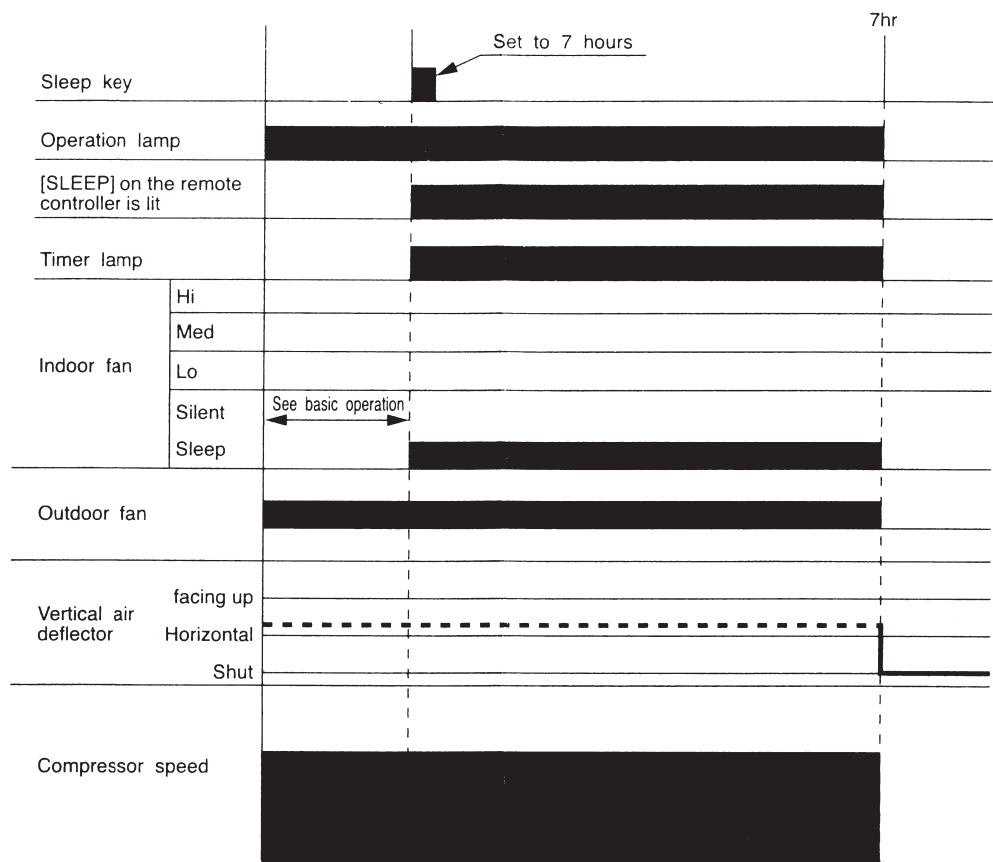 7hr
Set to 7 hours
Sleep key
Operation lamp
[SLEEP] on the remote
controller is lit
Timer lamp
Indoor fan
Hi
Med
Lo
Silent
See basic operation
Sleep
Outdoor fan
Vertical air
deflector
facing up
Horizontal
Shut
Compressor speed